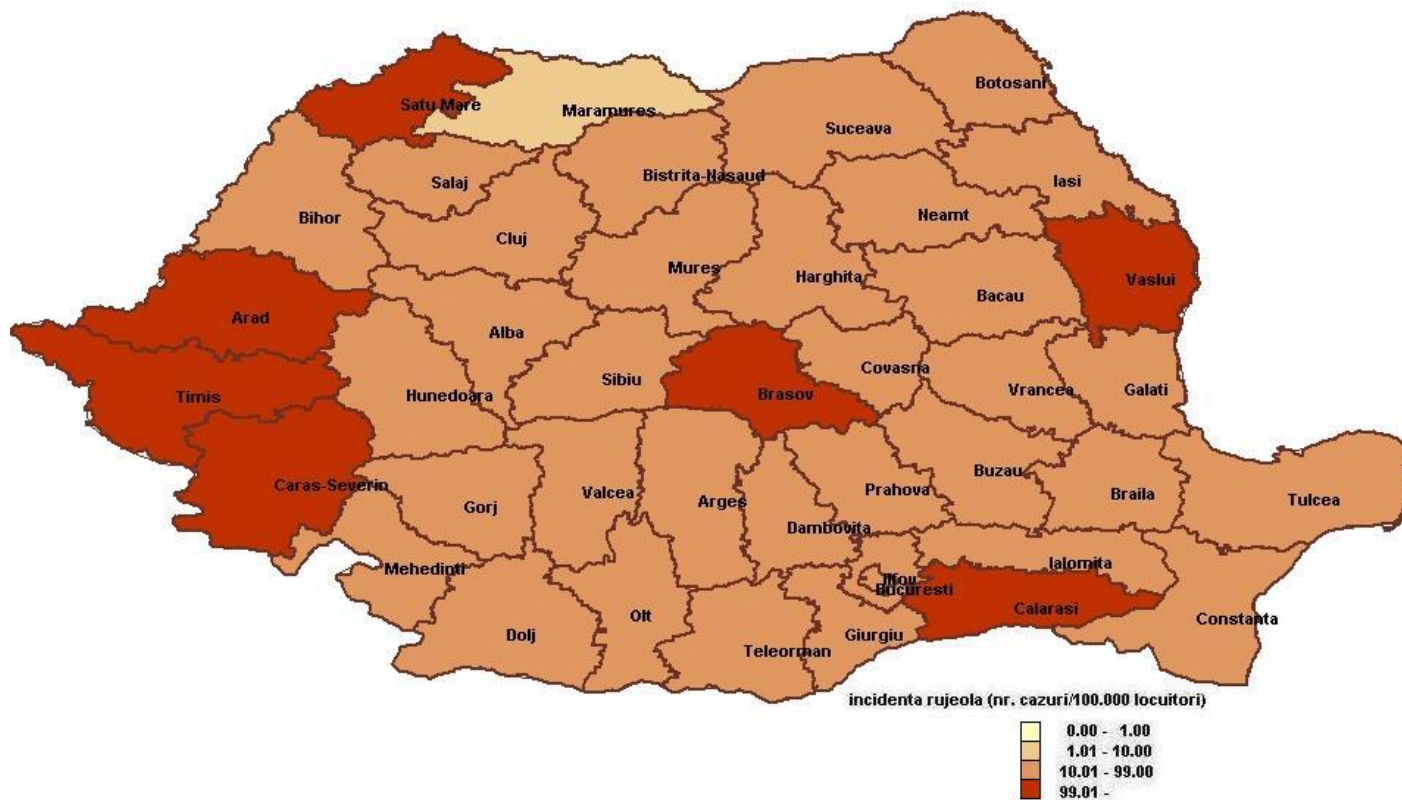 Botosani
Satu Mare
Maramures
Suceava
Bistrita-Nasaud
Salaj
Iasi
Bihor
Neamt
Cluj
Mures
Harghita
Vaslui
Bacau
Arad
Alba
Covasna
Sibiu
Vrancea
Galati
Timis
Hunedoara
Brasov
Buzau
Caras-Severin
Prahova
Braila
Valcea
Tulcea
Gorj
Arges
Dambovita
Ialomita
Mehedinti
Ilfov
Bucuresti
Calarasi
Olt
Constanta
Dolj
Giurgiu
Teleorman
incidenta rujeola (nr. cazuri/100.000 locuitori)
0.00 - 1.00
1.01 - 10.00
10.01 - 99.00
99.01 -